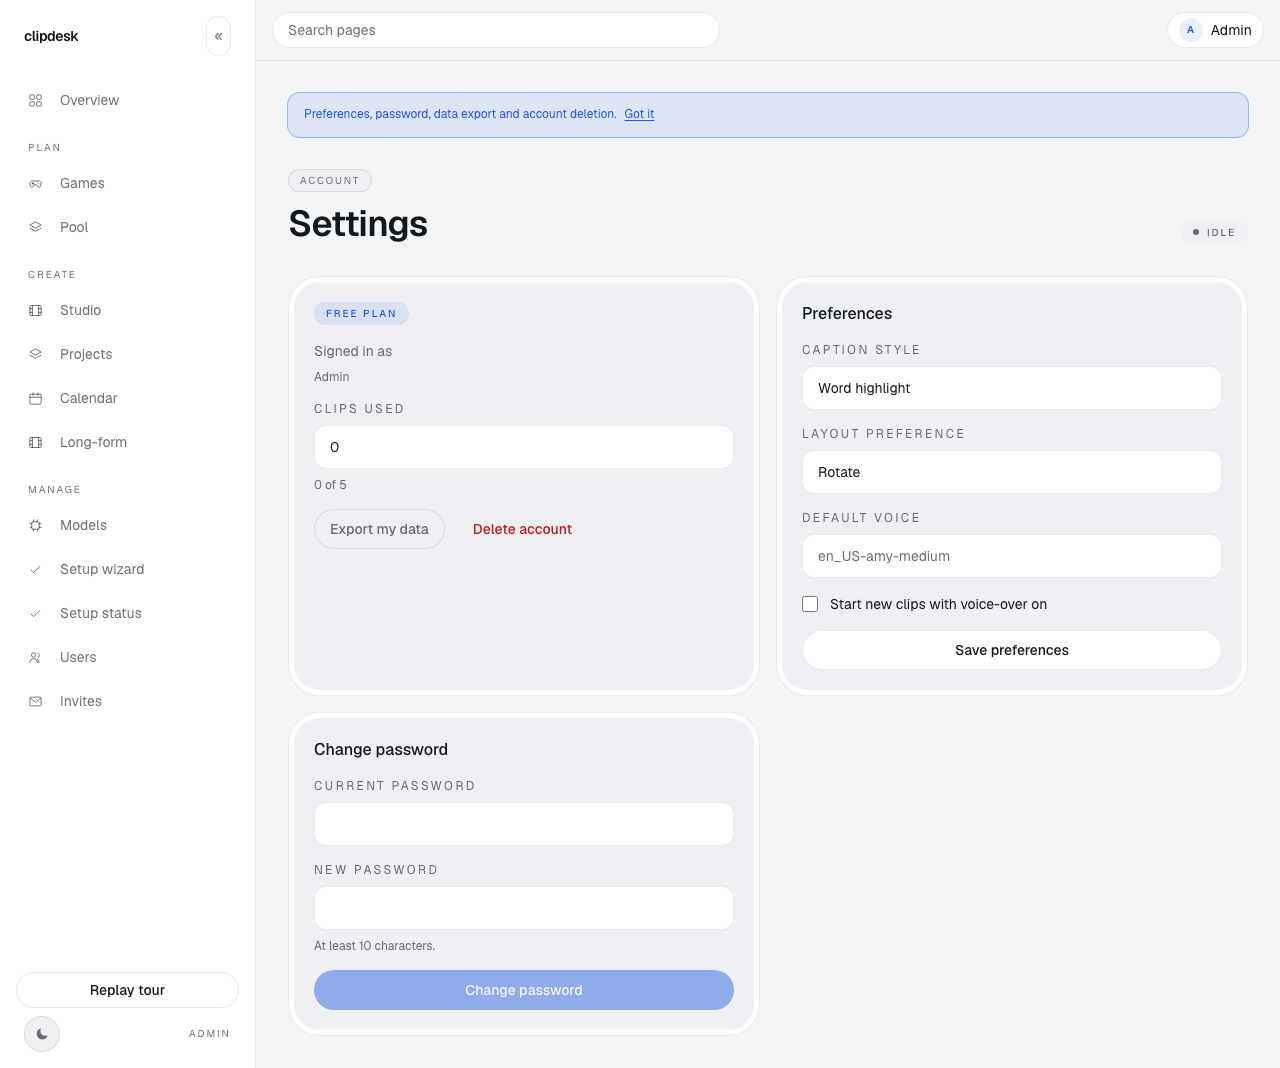 clipdesk
«
Search pages
A
Admin
Overview
PLAN
Games
Pool
CREATE
Studio
Projects
Calendar
Long-form
MANAGE
Models
Setup wizard
Setup status
Users
Invites
Replay tour
ADMIN
Preferences, password, data export and account deletion. Got it
ACCOUNT
Settings
IDLE
FREE PLAN
Signed in as
Admin
CLIPS USED
0
0 of 5
Export my data
Delete account
Preferences
CAPTION STYLE
Word highlight
LAYOUT PREFERENCE
Rotate
DEFAULT VOICE
en_US-amy-medium
Start new clips with voice-over on
Save preferences
Change password
CURRENT PASSWORD
NEW PASSWORD
At least 10 characters.
Change password